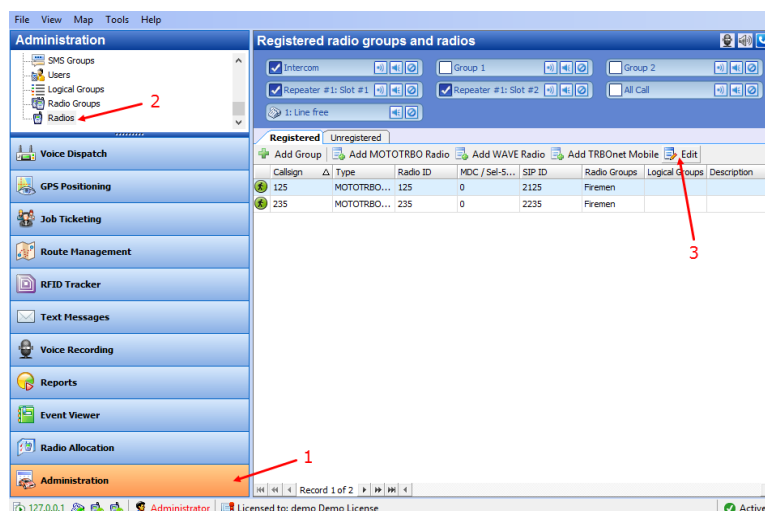 File View Map Tools Help
Administration
Registered radio groups and radios
SMS Groups
Users
Logical Groups
Radio Groups
Radios
2
Intercom
Group 1
Group 2
Repeater #1: Slot #1
Repeater #1: Slot #2
All Call
1: Line free
Registered Unregistered
Add Group Add MOTOTRBO Radio Add WAVE Radio Add TRBOnet Mobile Edit
Callsign Type Radio ID MDC / Sel-5... SIP ID Radio Groups Logical Groups Description
125 MOTOTRBO... 125 0 2125 Firemen
235 MOTOTRBO... 235 0 2235 Firemen
3
Voice Dispatch
GPS Positioning
Job Ticketing
Route Management
RFID Tracker
Text Messages
Voice Recording
Reports
Event Viewer
Radio Allocation
Administration
1
Record 1 of 2
127.0.0.1 Administrator Licensed to: demo Demo License Active